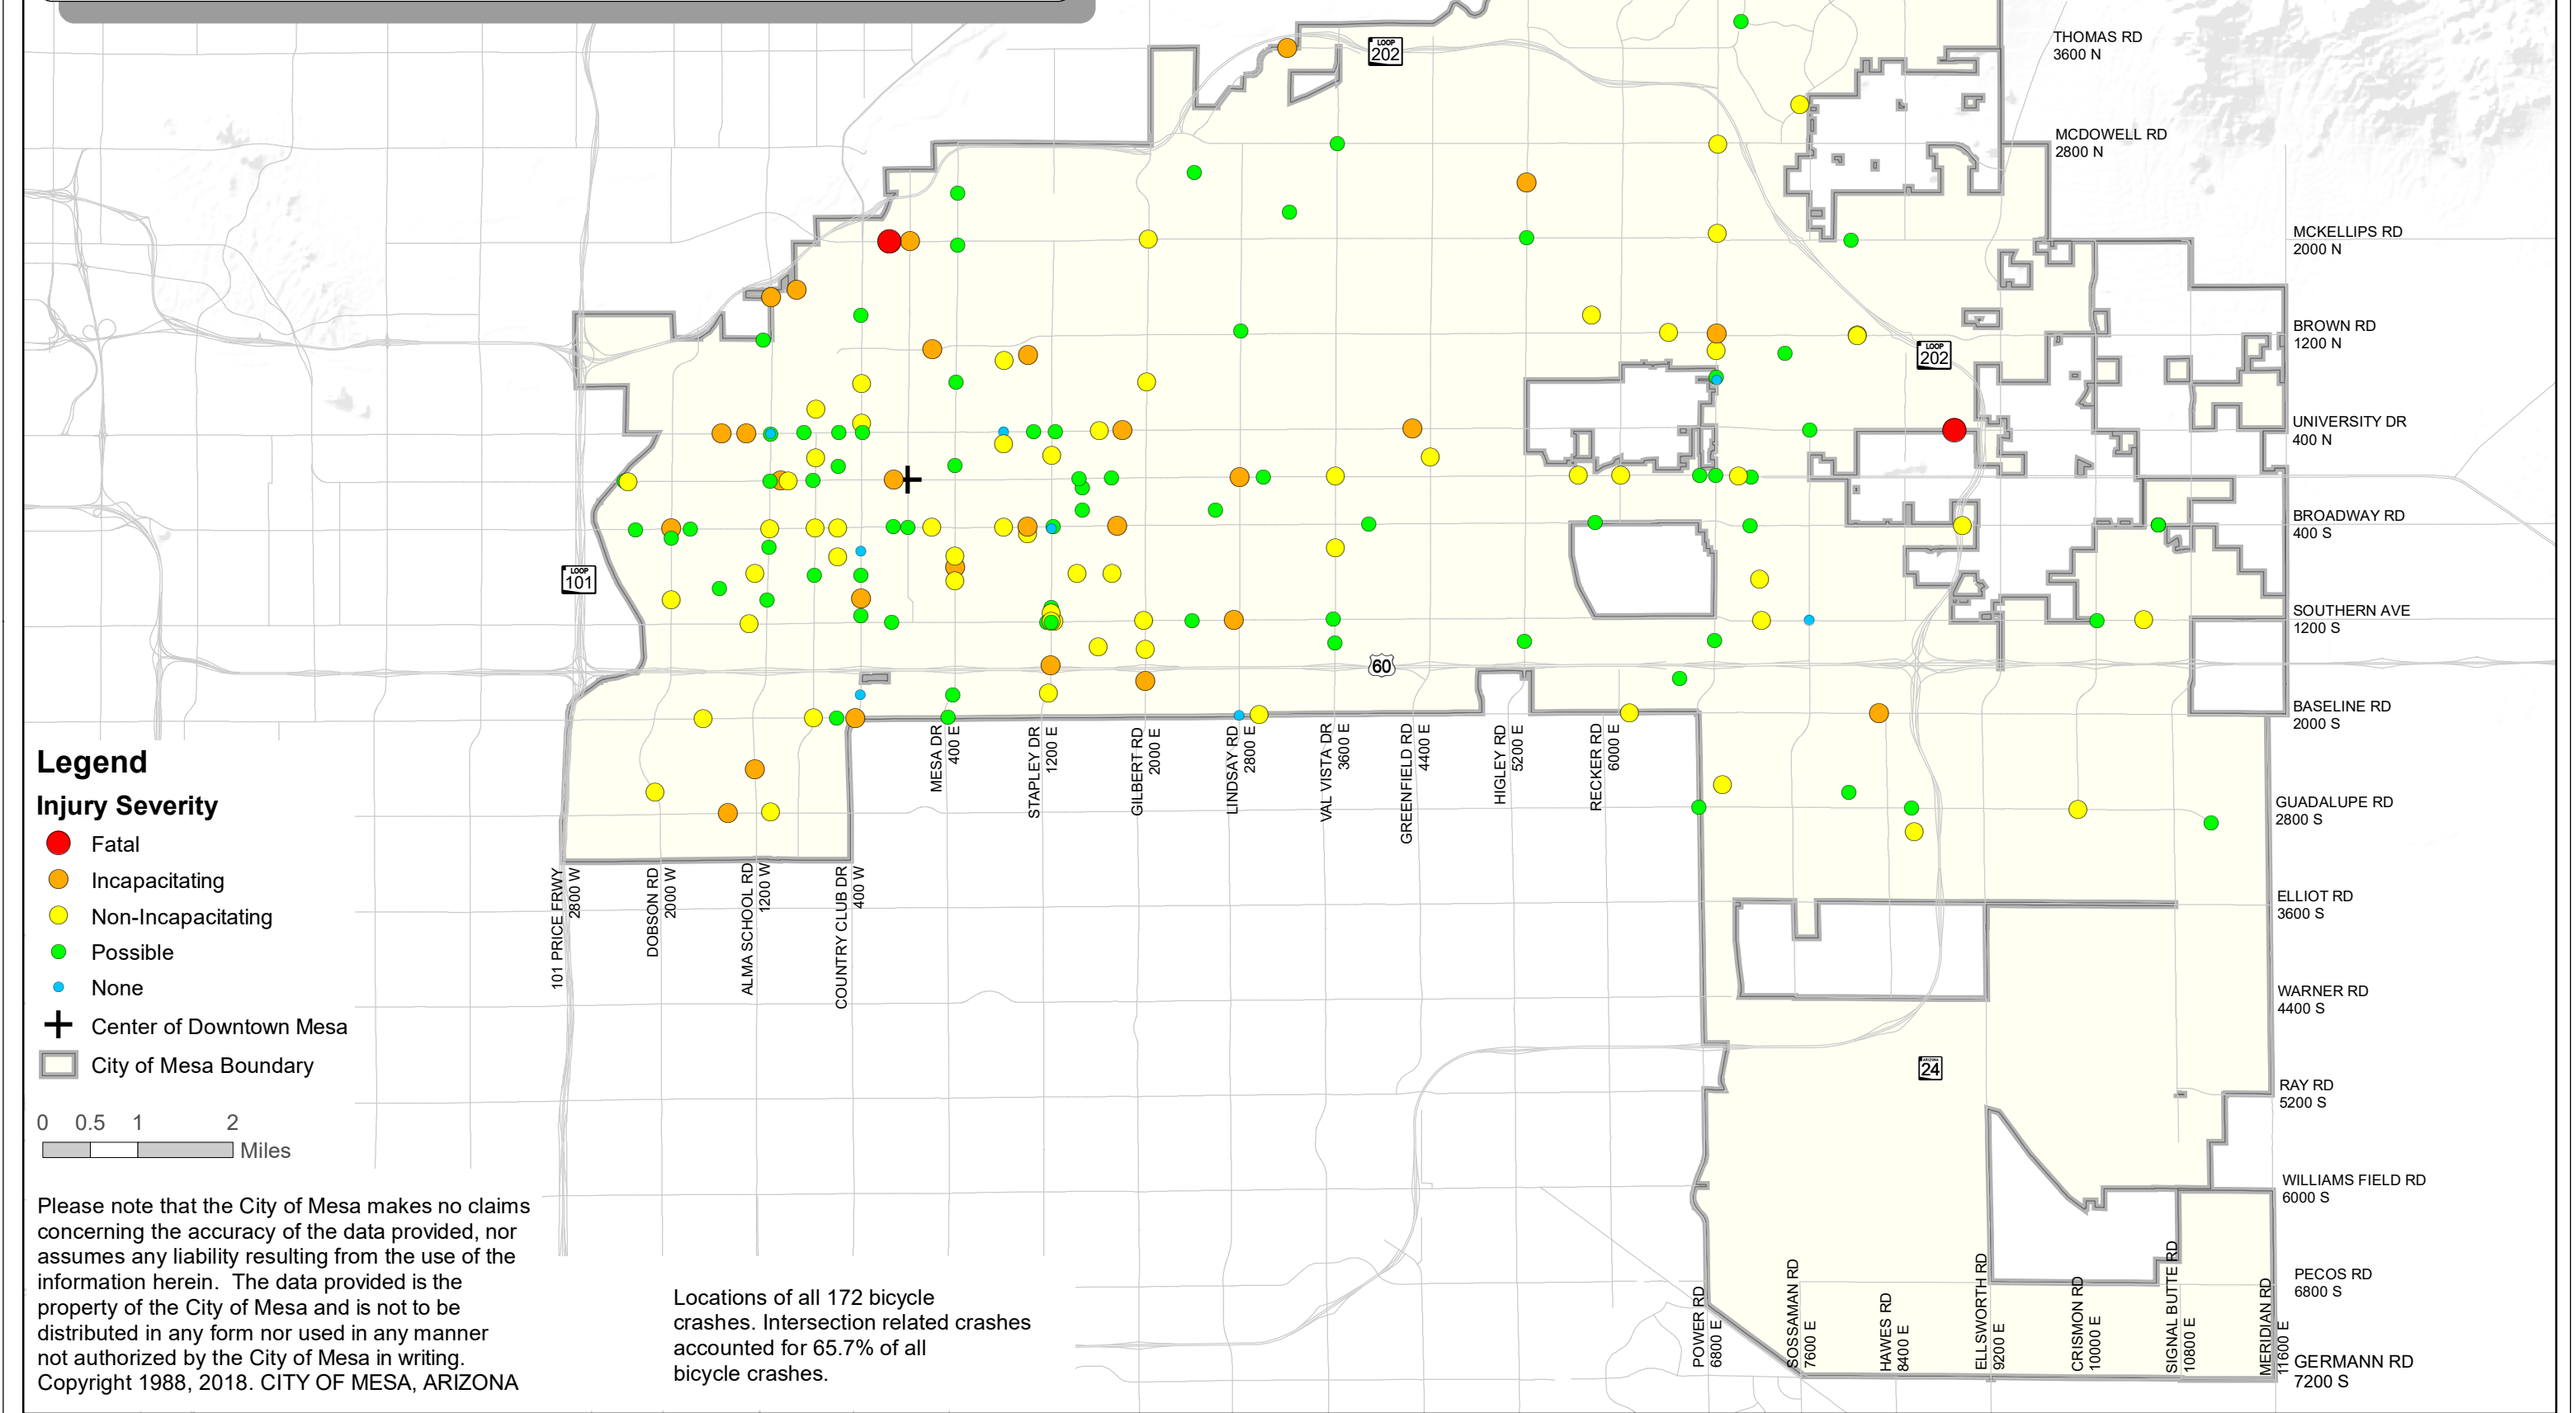 LOOP
202
THOMAS RD
3600 N
MCDOWELL RD
2800 N
MCKELLIPS RD
2000 N
BROWN RD
1200 N
LOOP
202
UNIVERSITY DR
400 N
BROADWAY RD
400 S
LOOP
101
SOUTHERN AVE
1200 S
60
BASELINE RD
2000 S
MESA DR
400 E
STAPLEY DR
1200 E
GILBERT RD
2000 E
LINDSAY RD
2800 E
VAL VISTA DR
3600 E
GREENFIELD RD
4400 E
HIGLEY RD
5200 E
RECKER RD
6000 E
GUADALUPE RD
2800 S
101 PRICE FRWY
2800 W
DOBSON RD
2000 W
ALMA SCHOOL RD
1200 W
COUNTRY CLUB DR
400 W
ELLIOT RD
3600 S
WARNER RD
4400 S
ARIZONA
24
RAY RD
5200 S
WILLIAMS FIELD RD
6000 S
PECOS RD
6800 S
POWER RD
6800 E
SOSSAMAN RD
7600 E
HAWES RD
8400 E
ELLSWORTH RD
9200 E
CRISMON RD
10000 E
SIGNAL BUTTE RD
10800 E
MERIDIAN RD
11600 E
GERMANN RD
7200 S
Legend
Injury Severity
Fatal
Incapacitating
Non-Incapacitating
Possible
None
Center of Downtown Mesa
City of Mesa Boundary
0 0.5 1 2
Miles
Please note that the City of Mesa makes no claims
concerning the accuracy of the data provided, nor
assumes any liability resulting from the use of the
information herein. The data provided is the
property of the City of Mesa and is not to be
distributed in any form nor used in any manner
not authorized by the City of Mesa in writing.
Copyright 1988, 2018. CITY OF MESA, ARIZONA
Locations of all 172 bicycle
crashes. Intersection related crashes
accounted for 65.7% of all
bicycle crashes.